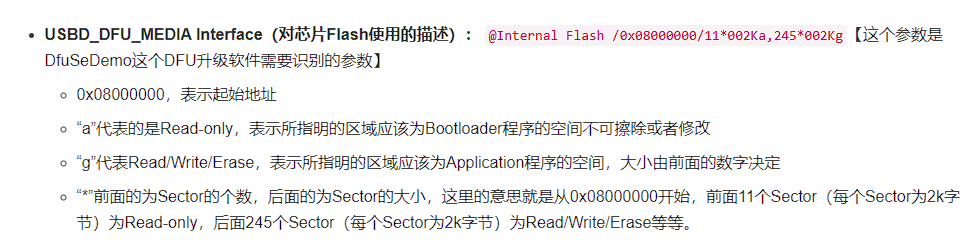 • USBD_DFU_MEDIA Interface（对芯片Flash使用的描述）： @Internal Flash /0x08000000/11*002Ka,245*002Kg【这个参数是
DfuSeDemo这个DFU升级软件需要识别的参数】
○ 0x08000000，表示起始地址
○ “a”代表的是Read-only，表示所指明的区域应该为Bootloader程序的空间不可擦除或者修改
○ “g”代表Read/Write/Erase，表示所指明的区域应该为Application程序的空间，大小由前面的数字决定
○ “*”前面的为Sector的个数，后面的为Sector的大小，这里的意思就是从0x08000000开始，前面11个Sector（每个Sector为2k字
节）为Read-only，后面245个Sector（每个Sector为2k字节）为Read/Write/Erase等等。